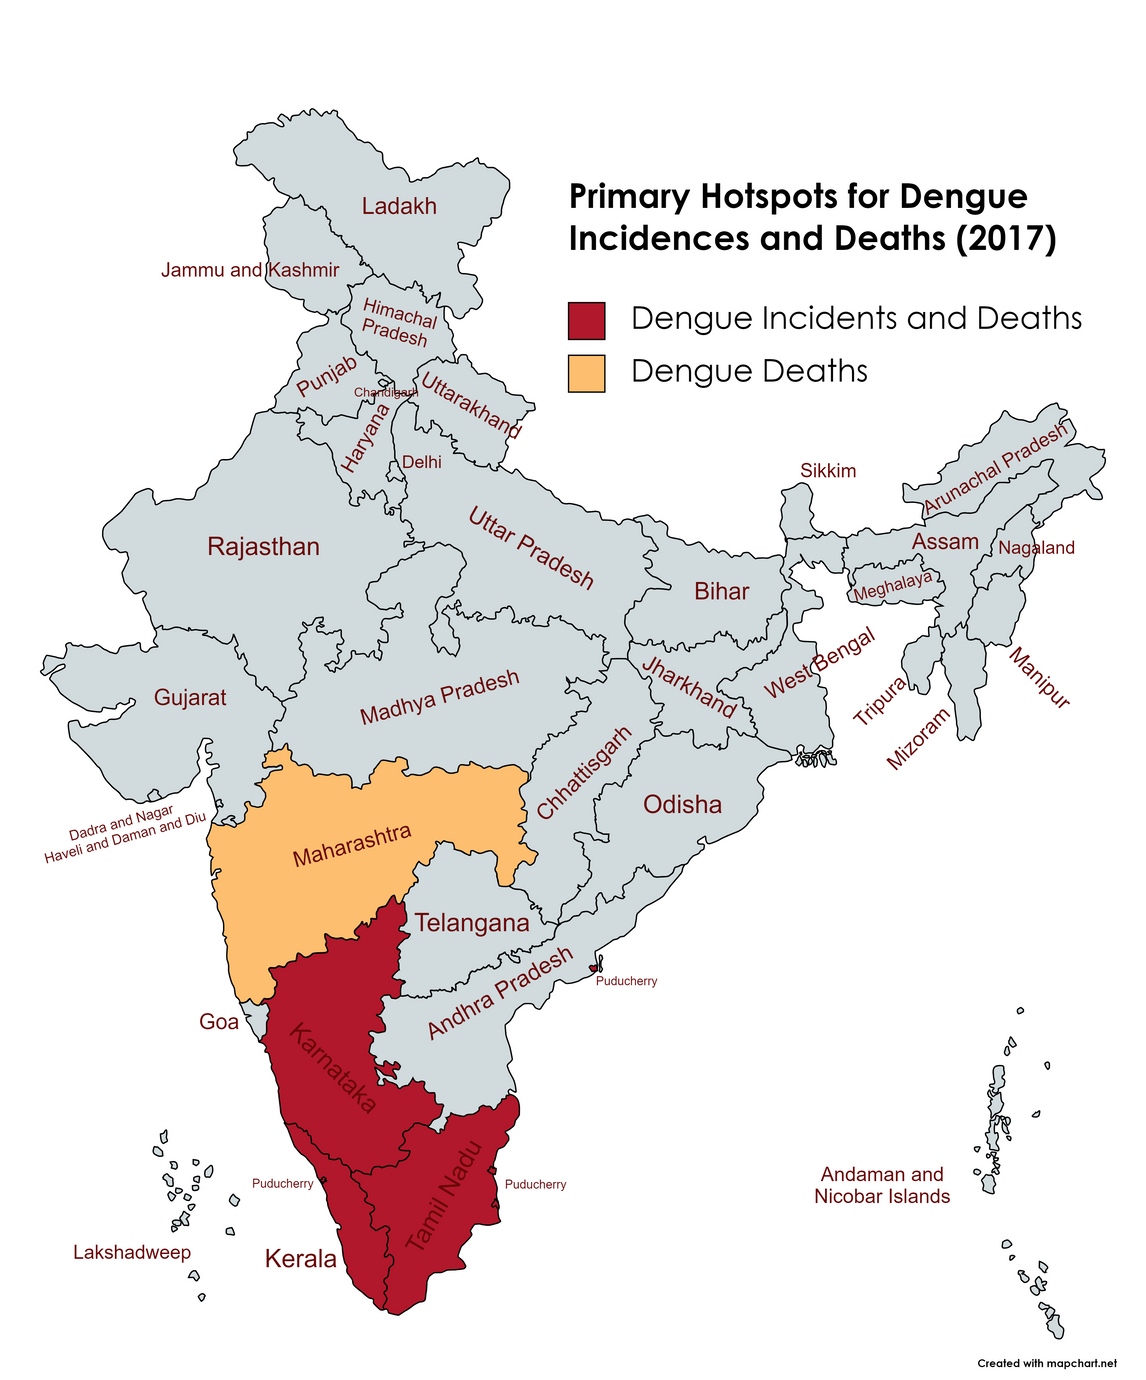 Primary Hotspots for Dengue
Incidences and Deaths (2017)
Dengue Incidents and Deaths
Dengue Deaths
Ladakh
Jammu and Kashmir
Himachal
Pradesh
Punjab
Chandigarh
Uttarakhand
Haryana
Delhi
Sikkim
Arunachal Pradesh
Rajasthan
Uttar Pradesh
Assam
Nagaland
Bihar
Meghalaya
Gujarat
Madhya Pradesh
Jharkhand
West Bengal
Tripura
Mizoram
Manipur
Chhattisgarh
Odisha
Dadra and Nagar
Haveli and Daman and Diu
Maharashtra
Telangana
Andhra Pradesh
Puducherry
Goa
Karnataka
Puducherry
Tamil Nadu
Puducherry
Andaman and
Nicobar Islands
Lakshadweep
Kerala
Created with mapchart.net